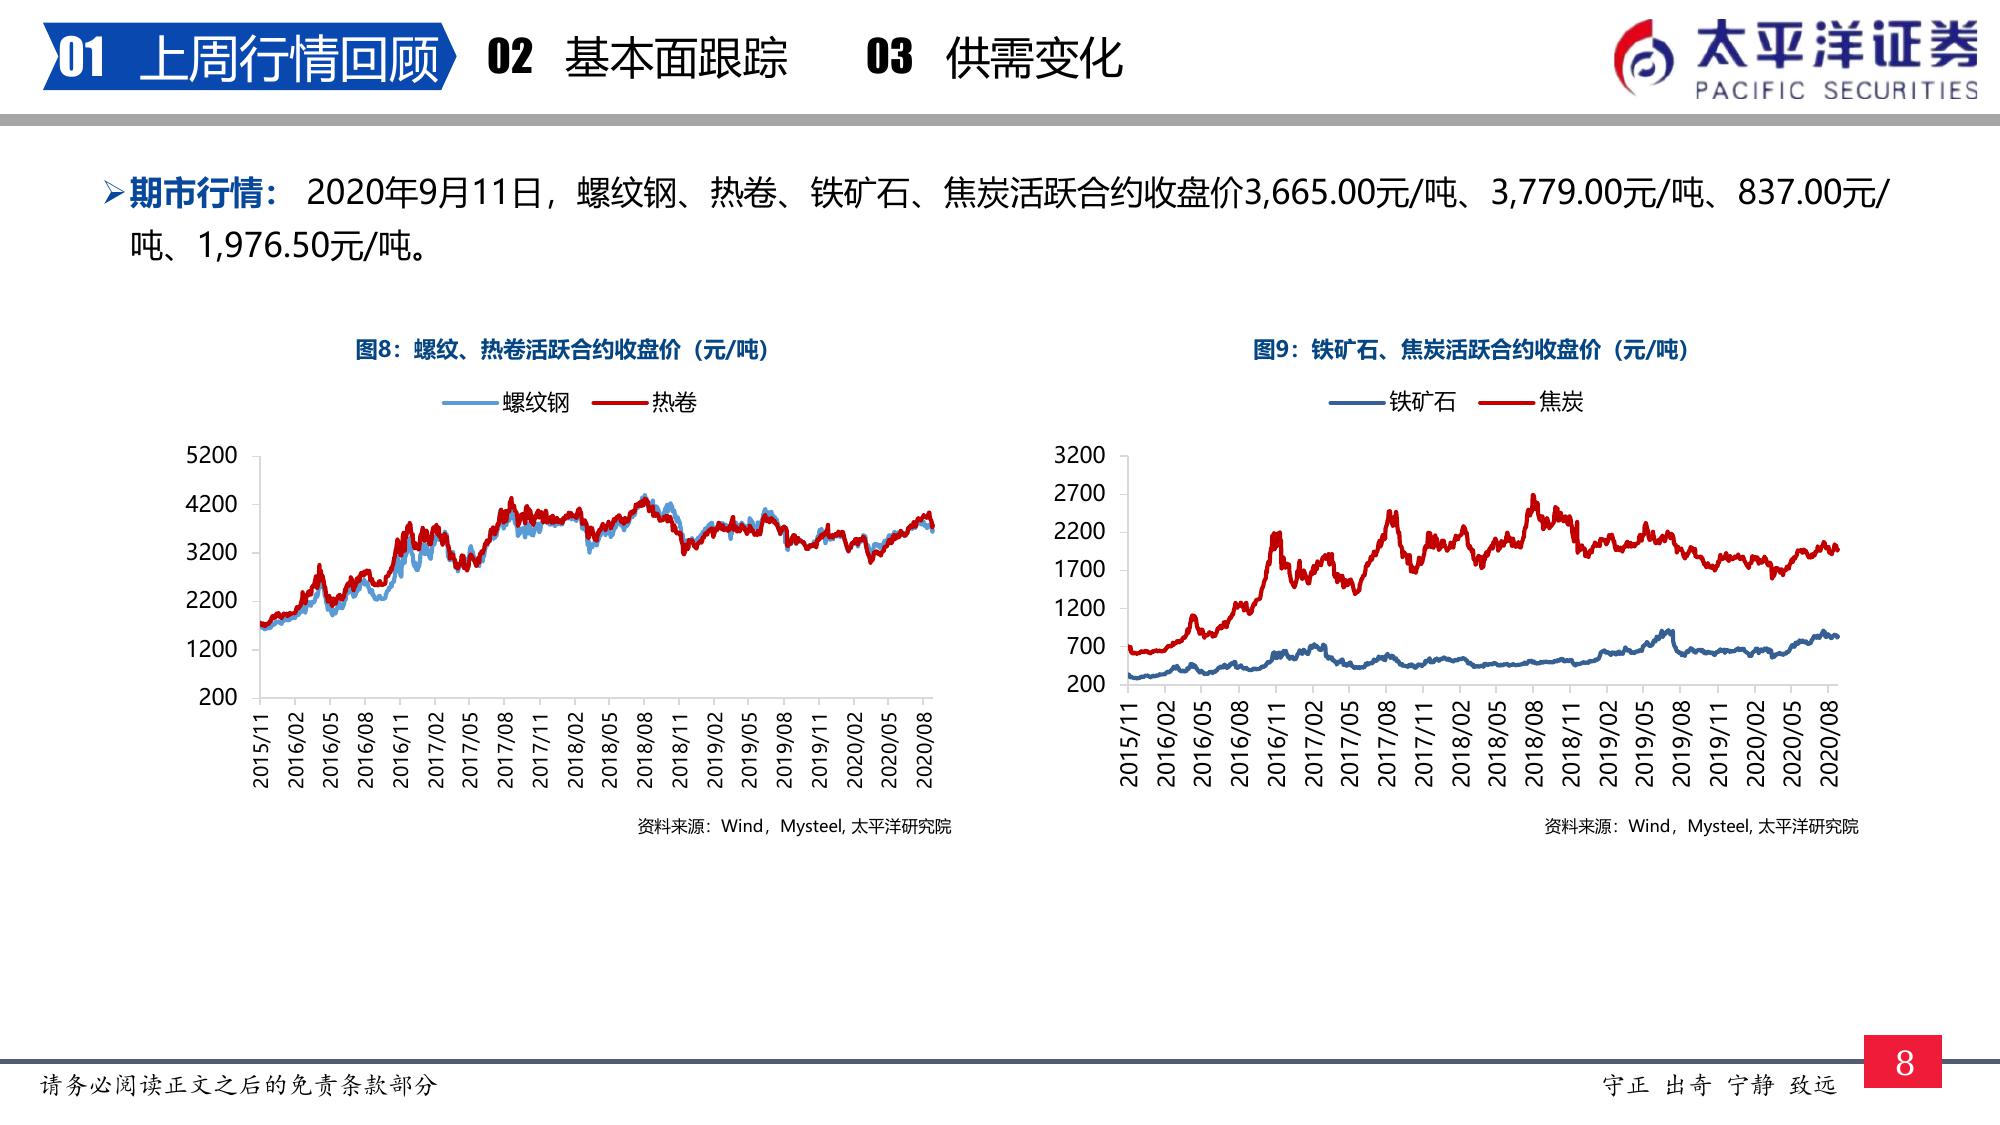 01 上周行情回顾 02 基本面跟踪 03 供需变化
太平洋证券
PACIFIC SECURITIES
期市行情： 2020年9月11日，螺纹钢、热卷、铁矿石、焦炭活跃合约收盘价3,665.00元/吨、3,779.00元/吨、837.00元/
吨、1,976.50元/吨。
图8：螺纹、热卷活跃合约收盘价（元/吨）
螺纹钢 热卷
5200
4200
3200
2200
1200
200
2015/11 2016/02 2016/05 2016/08 2016/11 2017/02 2017/05 2017/08 2017/11 2018/02 2018/05 2018/08 2018/11 2019/02 2019/05 2019/08 2019/11 2020/02 2020/05 2020/08
资料来源：Wind，Mysteel, 太平洋研究院
图9：铁矿石、焦炭活跃合约收盘价（元/吨）
铁矿石 焦炭
3200
2700
2200
1700
1200
700
200
2015/11 2016/02 2016/05 2016/08 2016/11 2017/02 2017/05 2017/08 2017/11 2018/02 2018/05 2018/08 2018/11 2019/02 2019/05 2019/08 2019/11 2020/02 2020/05 2020/08
资料来源：Wind，Mysteel, 太平洋研究院
请务必阅读正文之后的免责条款部分
守正 出奇 宁静 致远
8